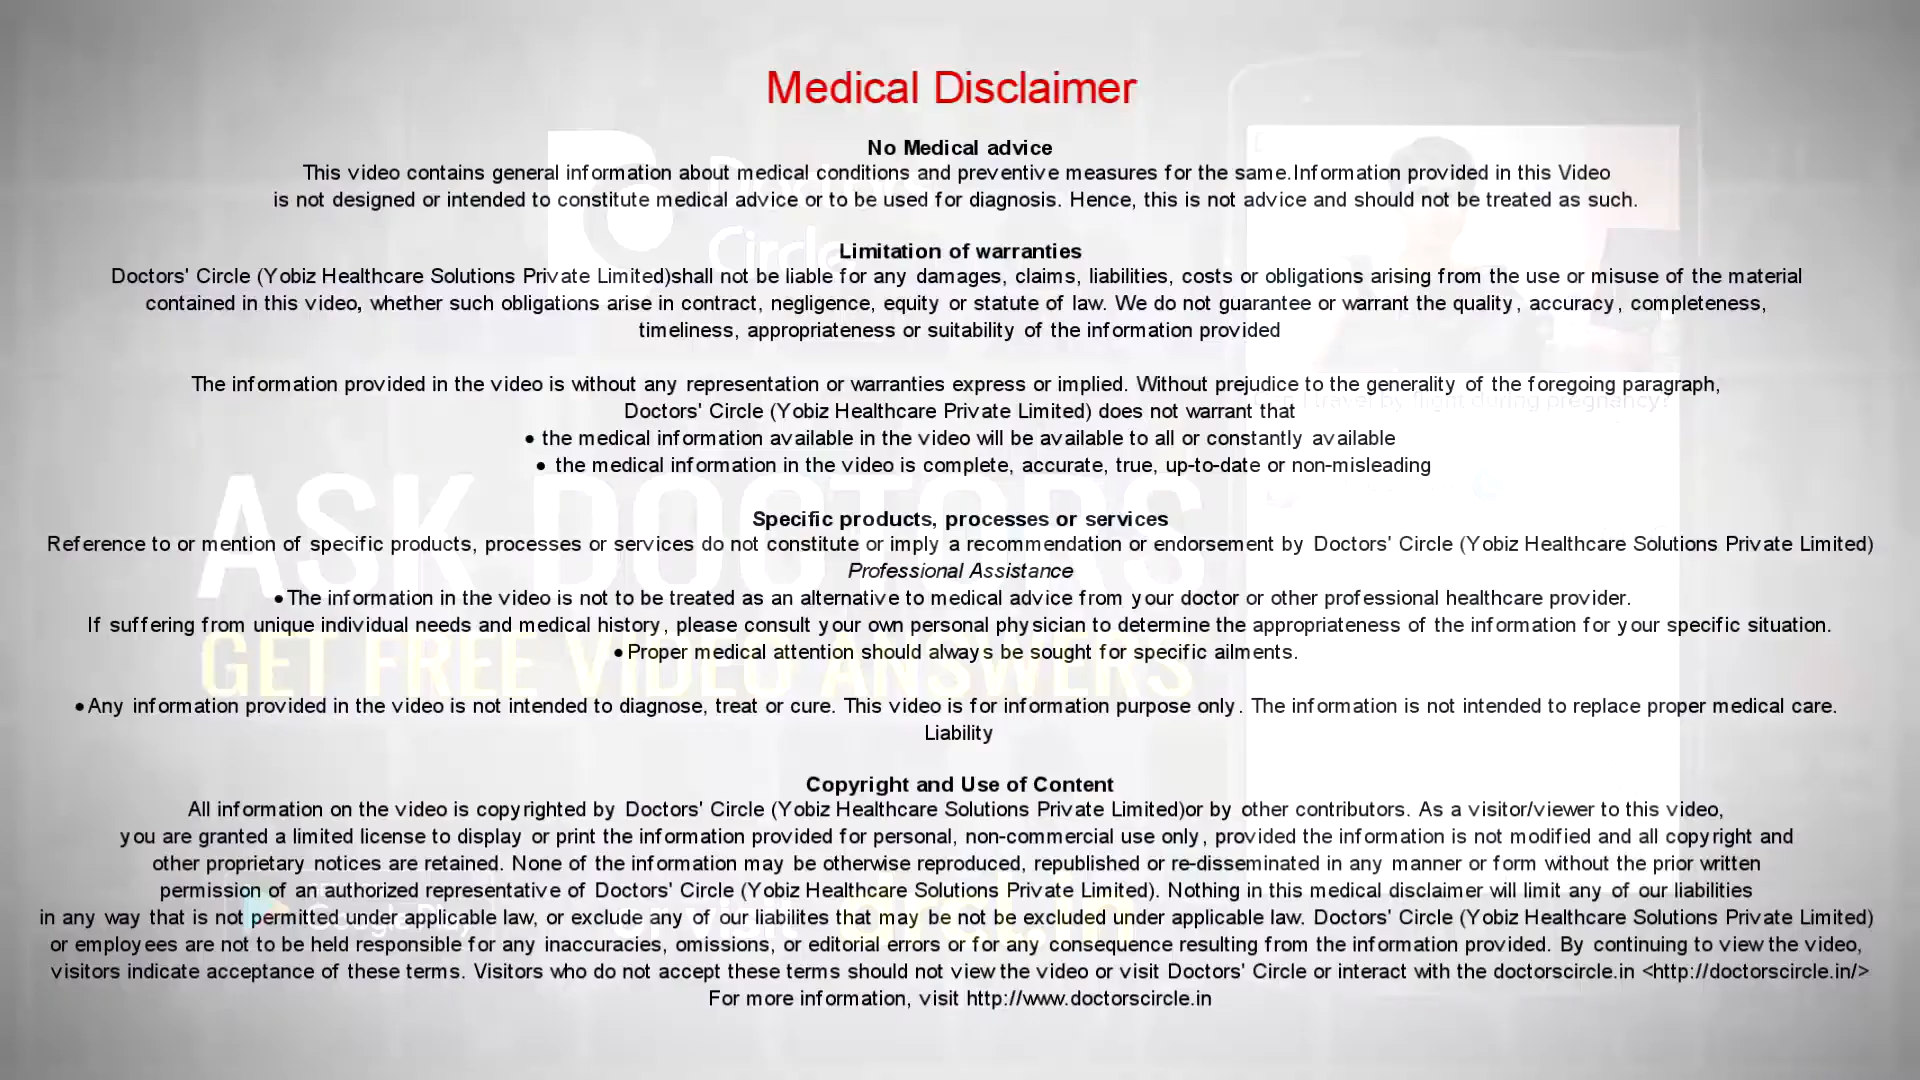 Medical Disclaimer
No Medical advice
This video contains general information about medical conditions and preventive measures for the same.Information provided in this Video
is not designed or intended to constitute medical advice or to be used for diagnosis. Hence, this is not advice and should not be treated as such.
Limitation of warranties
Doctors' Circle (Yobiz Healthcare Solutions Private Limited)shall not be liable for any damages, claims, liabilities, costs or obligations arising from the use or misuse of the material
contained in this video, whether such obligations arise in contract, negligence, equity or statute of law. We do not guarantee or warrant the quality, accuracy, completeness,
timeliness, appropriateness or suitability of the information provided
The information provided in the video is without any representation or warranties express or implied. Without prejudice to the generality of the foregoing paragraph,
Doctors' Circle (Yobiz Healthcare Private Limited) does not warrant that
• the medical information available in the video will be available to all or constantly available
• the medical information in the video is complete, accurate, true, up-to-date or non-misleading
Specific products, processes or services
Reference to or mention of specific products, processes or services do not constitute or imply a recommendation or endorsement by Doctors' Circle (Yobiz Healthcare Solutions Private Limited)
Professional Assistance
•The information in the video is not to be treated as an alternative to medical advice from your doctor or other professional healthcare provider.
If suffering from unique individual needs and medical history, please consult your own personal physician to determine the appropriateness of the information for your specific situation.
•Proper medical attention should always be sought for specific ailments.
•Any information provided in the video is not intended to diagnose, treat or cure. This video is for information purpose only. The information is not intended to replace proper medical care.
Liability
Copyright and Use of Content
All information on the video is copyrighted by Doctors' Circle (Yobiz Healthcare Solutions Private Limited)or by other contributors. As a visitor/viewer to this video,
you are granted a limited license to display or print the information provided for personal, non-commercial use only, provided the information is not modified and all copyright and
other proprietary notices are retained. None of the information may be otherwise reproduced, republished or re-disseminated in any manner or form without the prior written
permission of an authorized representative of Doctors' Circle (Yobiz Healthcare Solutions Private Limited). Nothing in this medical disclaimer will limit any of our liabilities
in any way that is not permitted under applicable law, or exclude any of our liabilites that may be not be excluded under applicable law. Doctors' Circle (Yobiz Healthcare Solutions Private Limited)
or employees are not to be held responsible for any inaccuracies, omissions, or editorial errors or for any consequence resulting from the information provided. By continuing to view the video,
visitors indicate acceptance of these terms. Visitors who do not accept these terms should not view the video or visit Doctors' Circle or interact with the doctorscircle.in <http://doctorscircle.in/>
For more information, visit http://www.doctorscircle.in
Doctors
Circle
Can I travel by flight during pregnancy?
ASK DOCTORS
GET FREE VIDEO ANSWERS
Google Play
or visit drcl.in